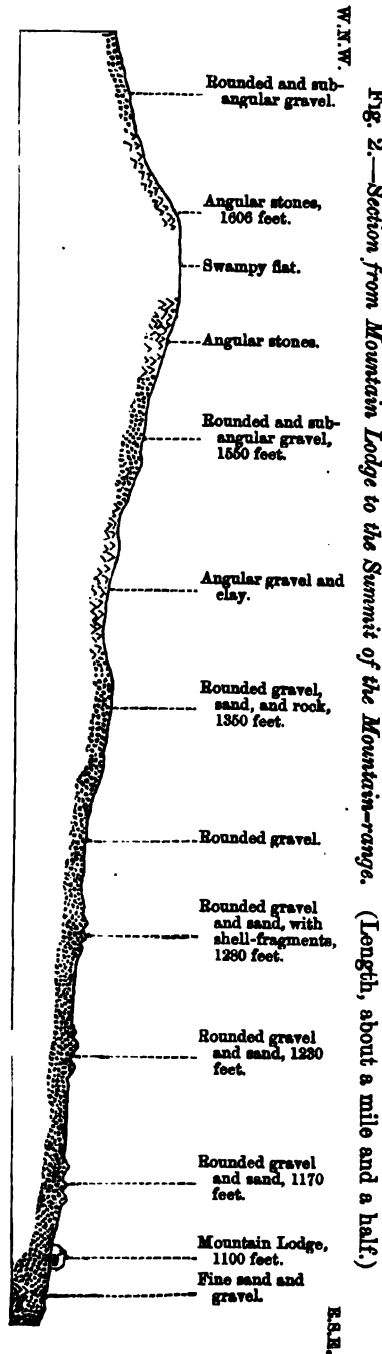 Fig. 2.—Section from Mountain Lodge to the Summit of the Mountain-range. (Length, about a mile and a half.)
W.N.W.
E.S.E.
Rounded and sub-
angular gravel.
Angular stones,
1606 feet.
Swampy flat.
Angular stones.
Rounded and sub-
angular gravel,
1550 feet.
Angular gravel and
clay.
Rounded gravel,
sand, and rock,
1350 feet.
Rounded gravel.
Rounded gravel
and sand, with
shell-fragments,
1280 feet.
Rounded gravel
and sand, 1230
feet.
Rounded gravel
and sand, 1170
feet.
Mountain Lodge,
1100 feet.
Fine sand and
gravel.